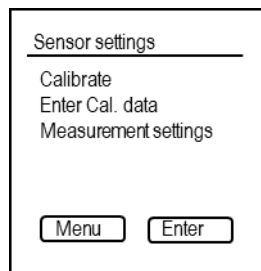 Sensor settings
Calibrate
Enter Cal. data
Measurement settings
Menu Enter